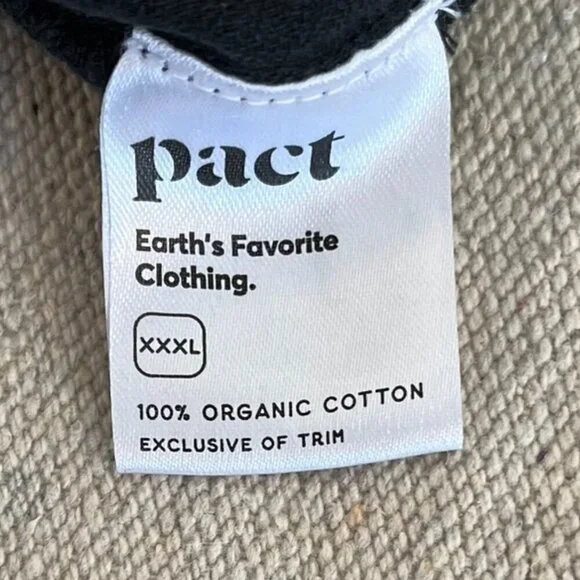 pact
Earth's Favorite
Clothing.
XXXL
100% ORGANIC COTTON
EXCLUSIVE OF TRIM